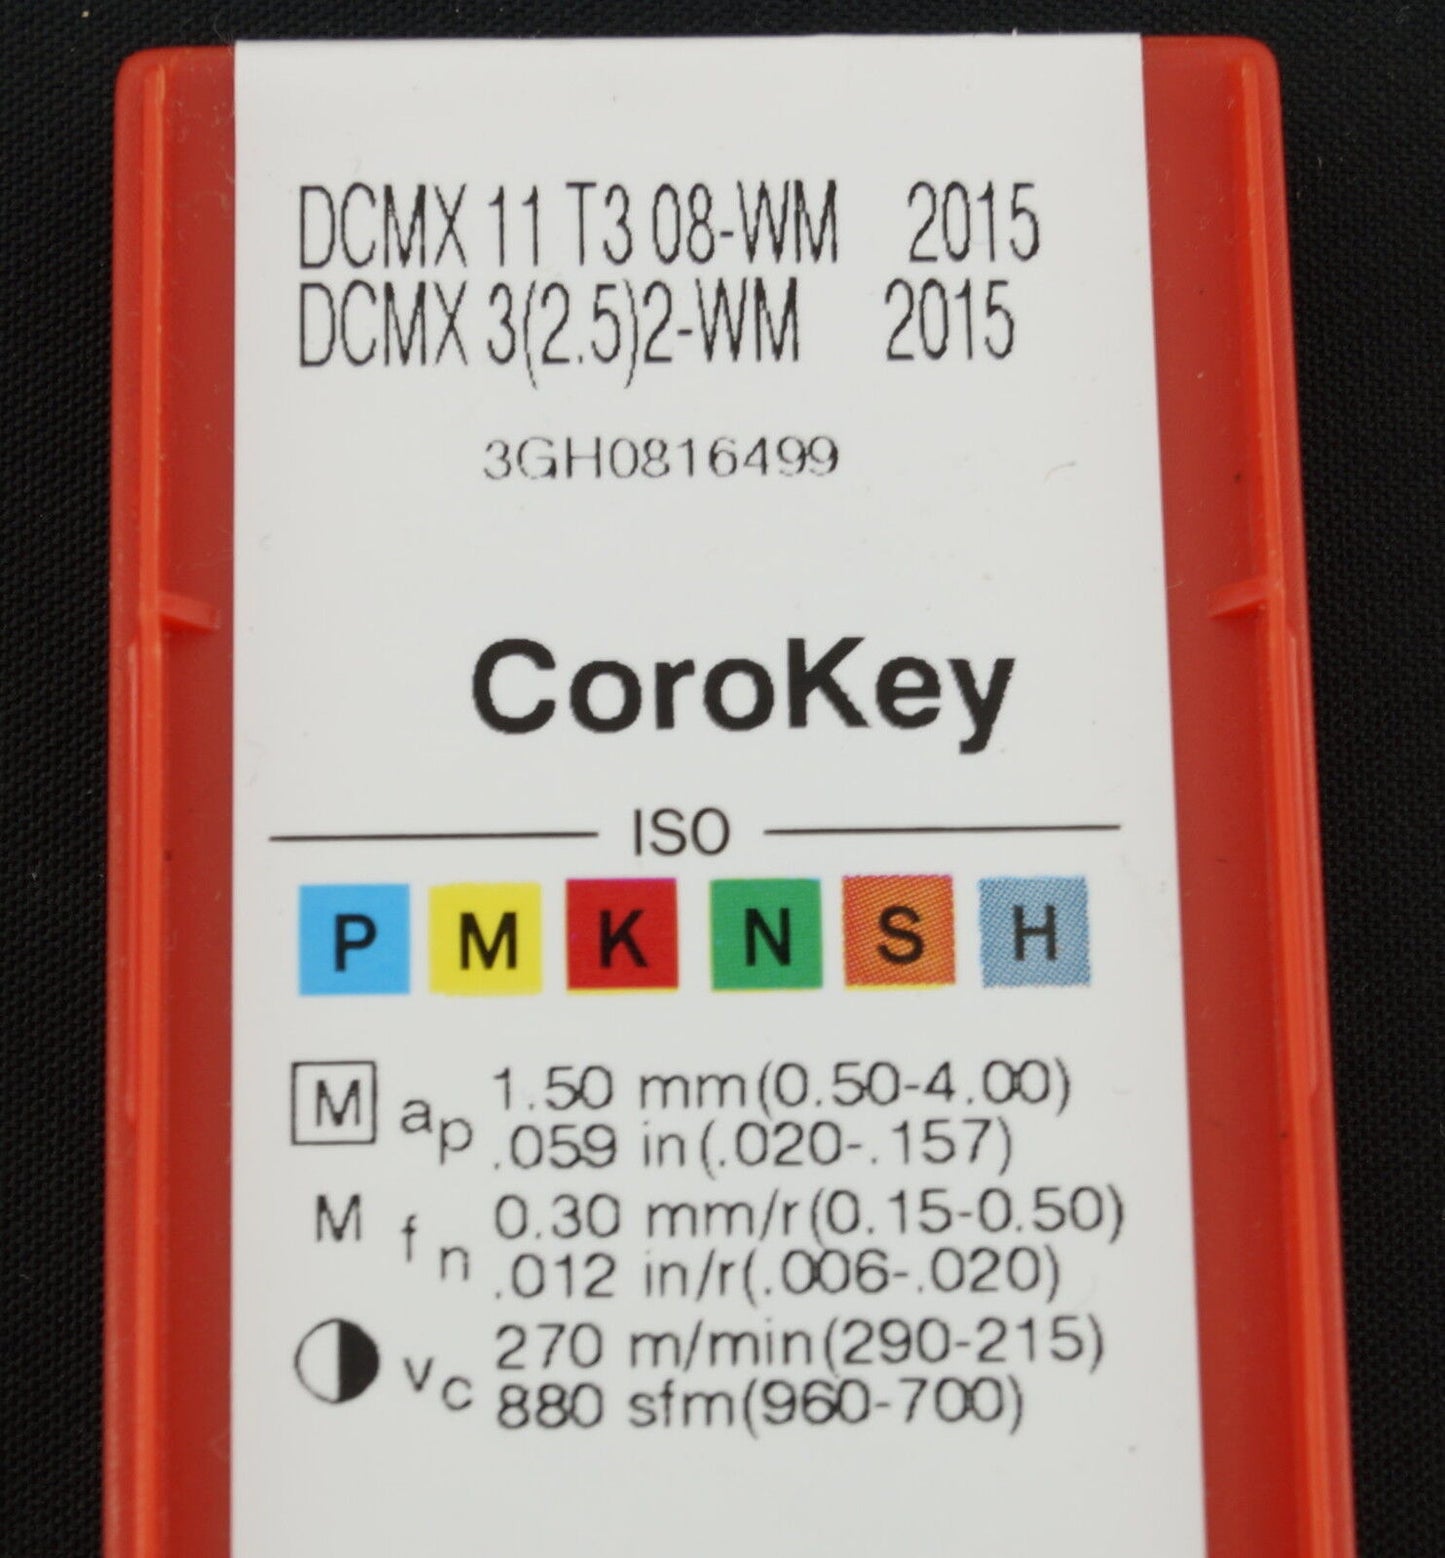 DCMX 11 T3 08-WM 2015
DCMX 3(2.5)2-WM 2015
3GH0816499
CoroKey
ISO
P M K N S H
M ap 1.50 mm(0.50-4.00)
.059 in(.020-.157)
M fn 0.30 mm/r(0.15-0.50)
.012 in/r(.006-.020)
vc 270 m/min(290-215)
880 sfm(960-700)